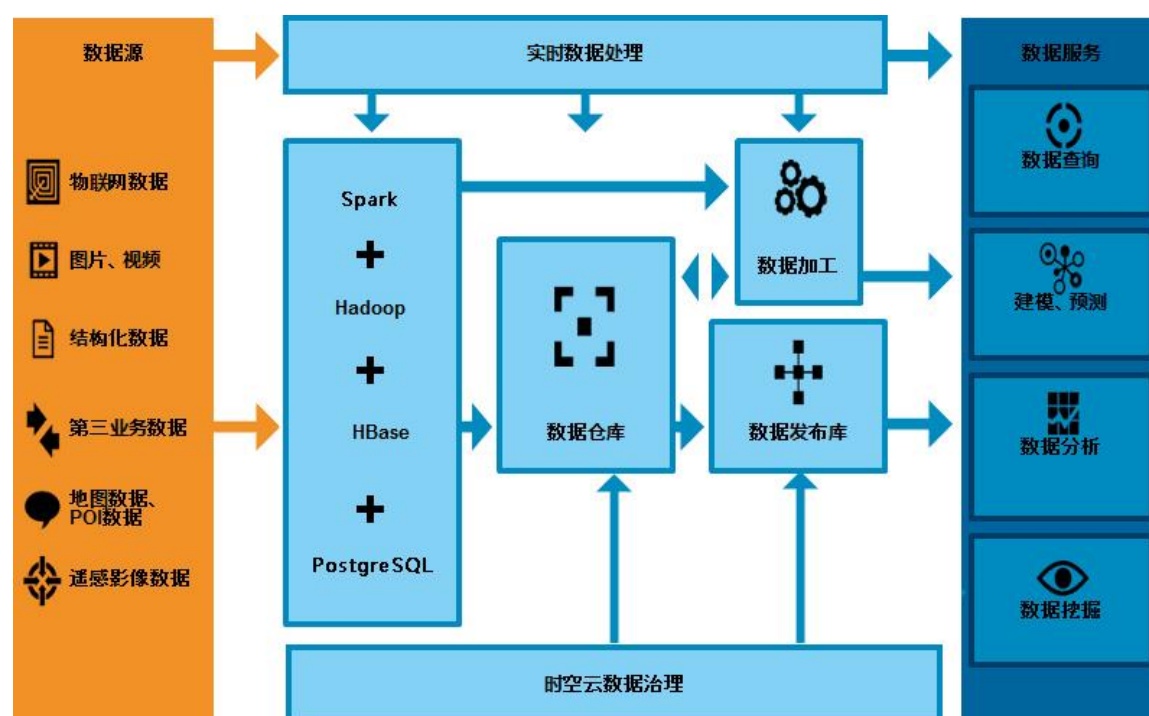 数据源
物联网数据
图片、视频
结构化数据
第三业务数据
地图数据、
POI数据
遥感影像数据
实时数据处理
Spark
+
Hadoop
+
HBase
+
PostgreSQL
数据仓库
数据加工
数据发布库
时空云数据治理
数据服务
数据查询
建模、预测
数据分析
数据挖掘